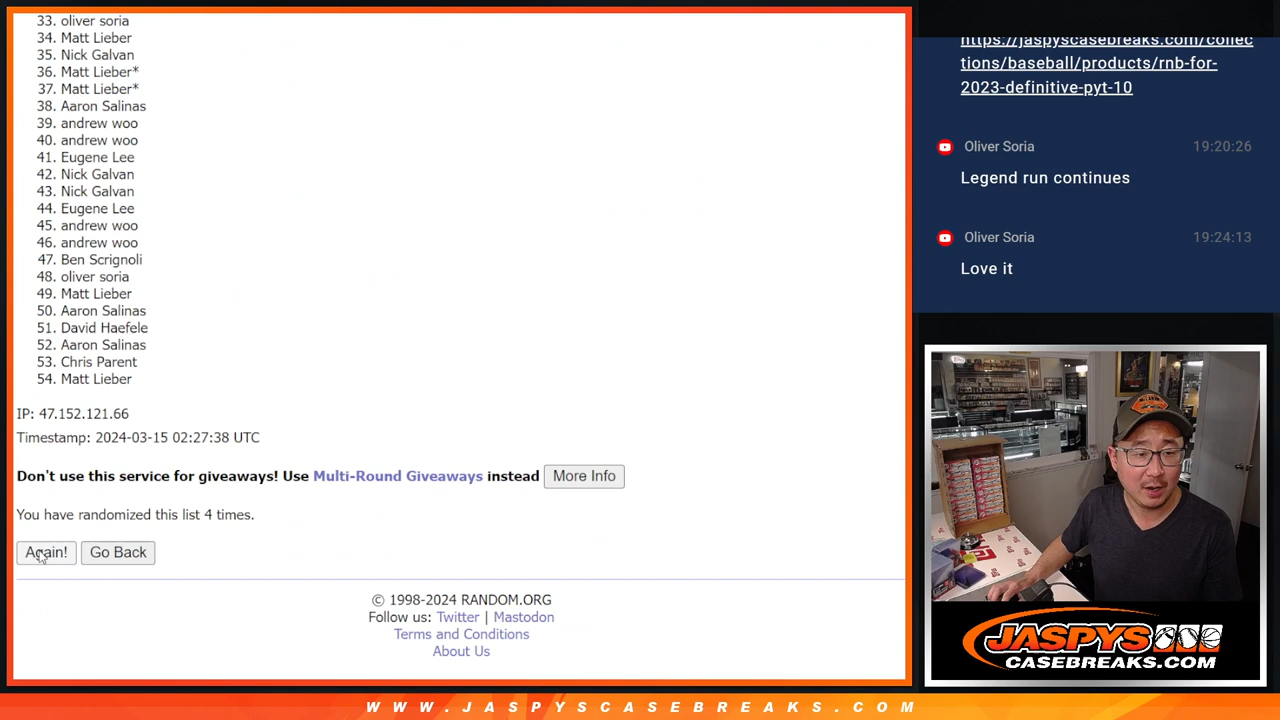 33. oliver soria
34. Matt Lieber
35. Nick Galvan
36. Matt Lieber*
37. Matt Lieber*
38. Aaron Salinas
39. andrew woo
40. andrew woo
41. Eugene Lee
42. Nick Galvan
43. Nick Galvan
44. Eugene Lee
45. andrew woo
46. andrew woo
47. Ben Scrignoli
48. oliver soria
49. Matt Lieber
50. Aaron Salinas
51. David Haefele
52. Aaron Salinas
53. Chris Parent
54. Matt Lieber
IP: 47.152.121.66
Timestamp: 2024-03-15 02:27:38 UTC
Don't use this service for giveaways! Use Multi-Round Giveaways instead More Info
You have randomized this list 4 times.
Again! Go Back
© 1998-2024 RANDOM.ORG
Follow us: Twitter | Mastodon
Terms and Conditions
About Us
https://jaspyscasebreaks.com/collec
tions/baseball/products/rnb-for-
2023-definitive-pyt-10
Oliver Soria 19:20:26
Legend run continues
Oliver Soria 19:24:13
Love it
JASPYS
CASEBREAKS.COM
WWW.JASPYSCASEBREAKS.COM